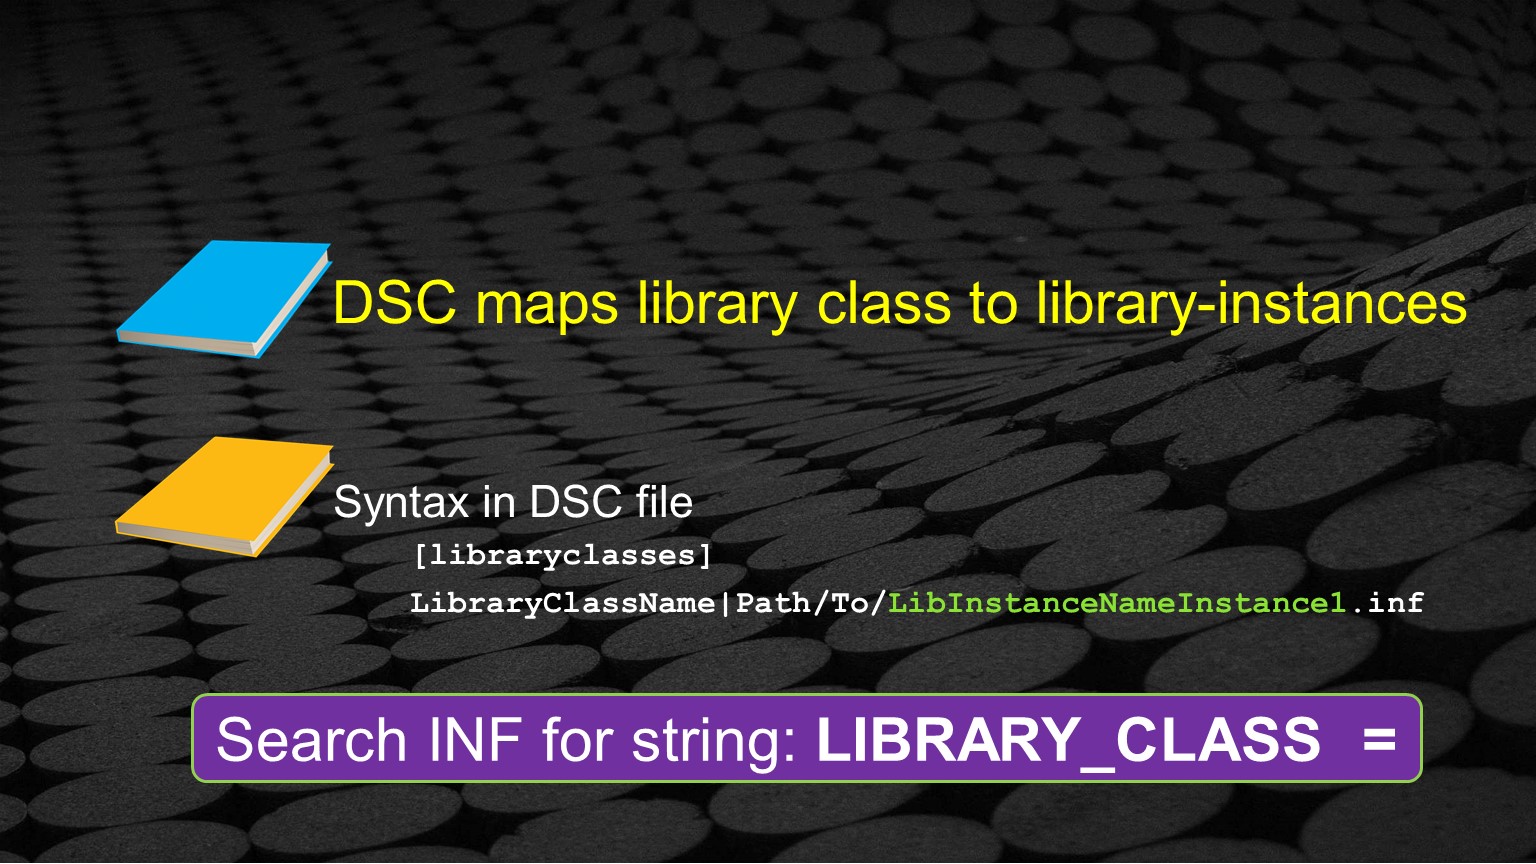 DSC maps library class to library-instances
Syntax in DSC file
[libraryclasses]
LibraryClassName|Path/To/LibInstanceNameInstance1.inf
Search INF for string: LIBRARY_CLASS =